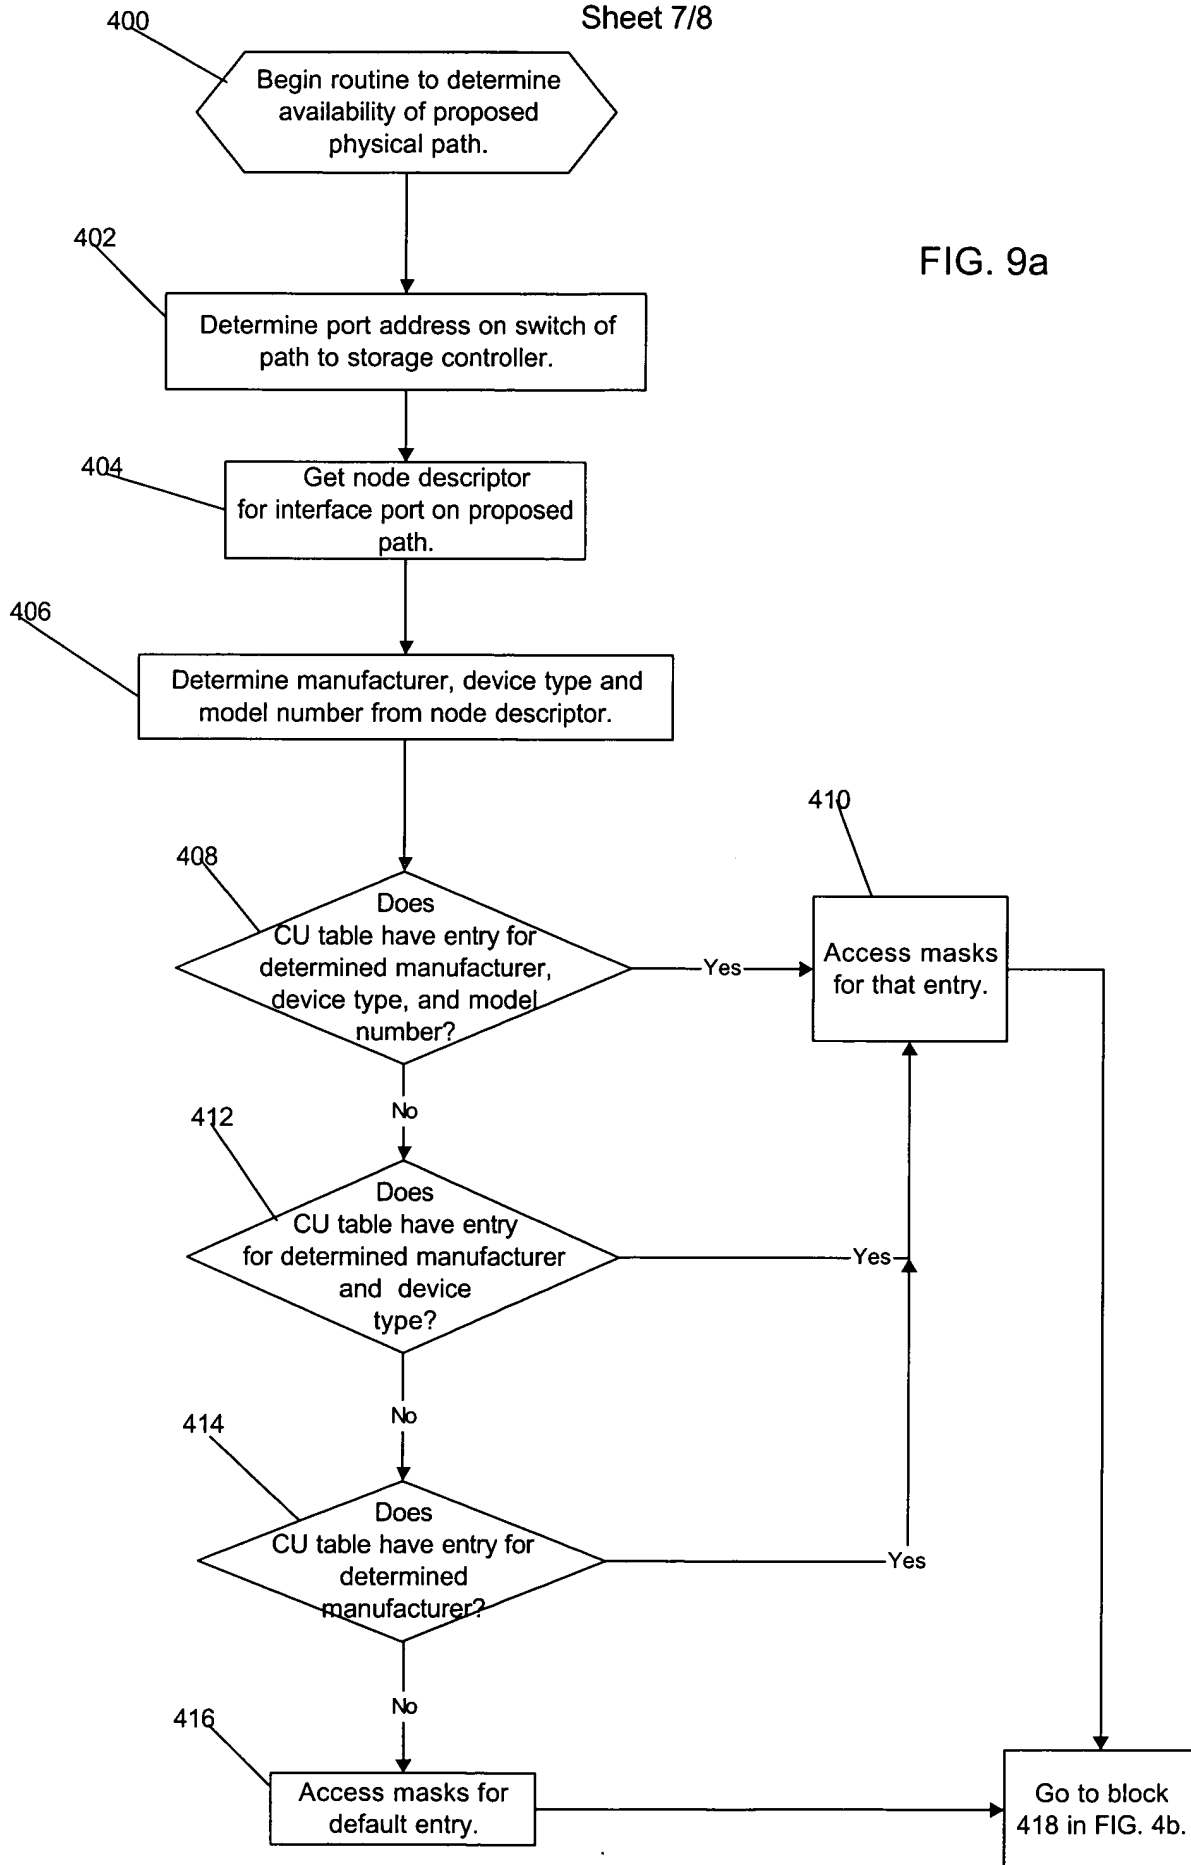 Sheet 7/8
400
Begin routine to determine
availability of proposed
physical path.
402
FIG. 9a
Determine port address on switch of
path to storage controller.
404
Get node descriptor
for interface port on proposed
path.
406
Determine manufacturer, device type and
model number from node descriptor.
408
Does
CU table have entry for
determined manufacturer,
device type, and model
number?
Yes
410
Access masks
for that entry.
No
412
Does
CU table have entry
for determined manufacturer
and device
type?
Yes
No
414
Does
CU table have entry for
determined
manufacturer?
Yes
No
416
Access masks for
default entry.
Go to block
418 in FIG. 4b.